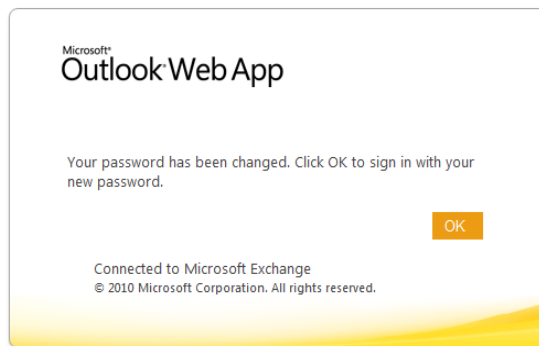 Microsoft®
Outlook® Web App
Your password has been changed. Click OK to sign in with your
new password.
OK
Connected to Microsoft Exchange
© 2010 Microsoft Corporation. All rights reserved.